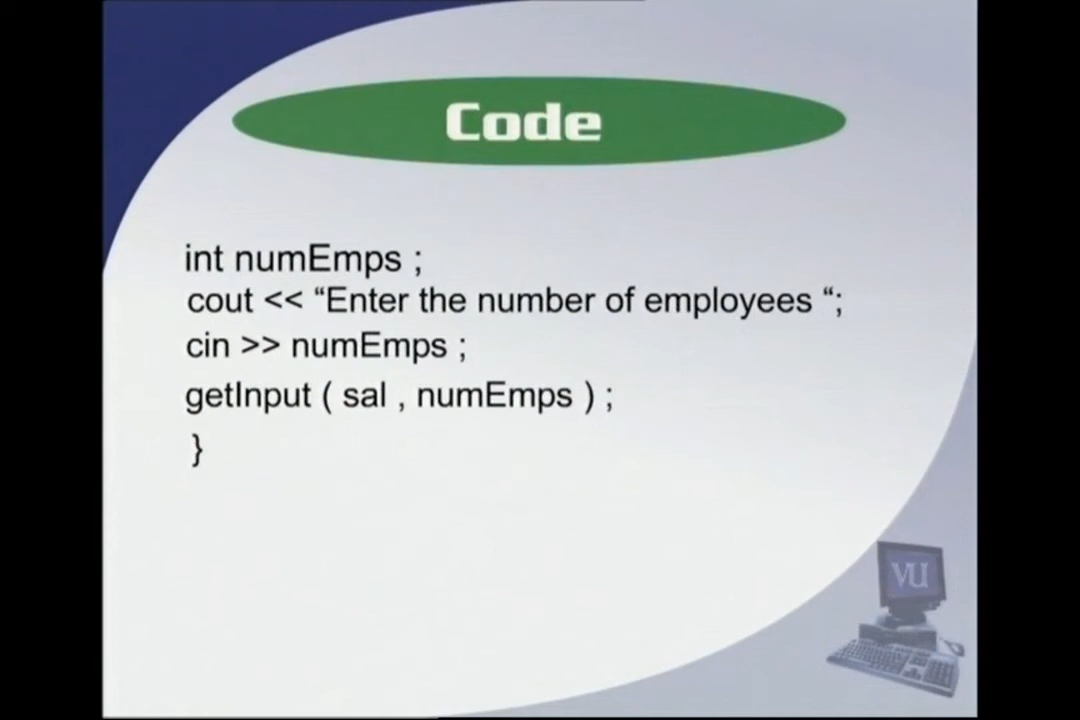 Code
int numEmps ;
cout << “Enter the number of employees “;
cin >> numEmps ;
getInput ( sal , numEmps ) ;
}
VU